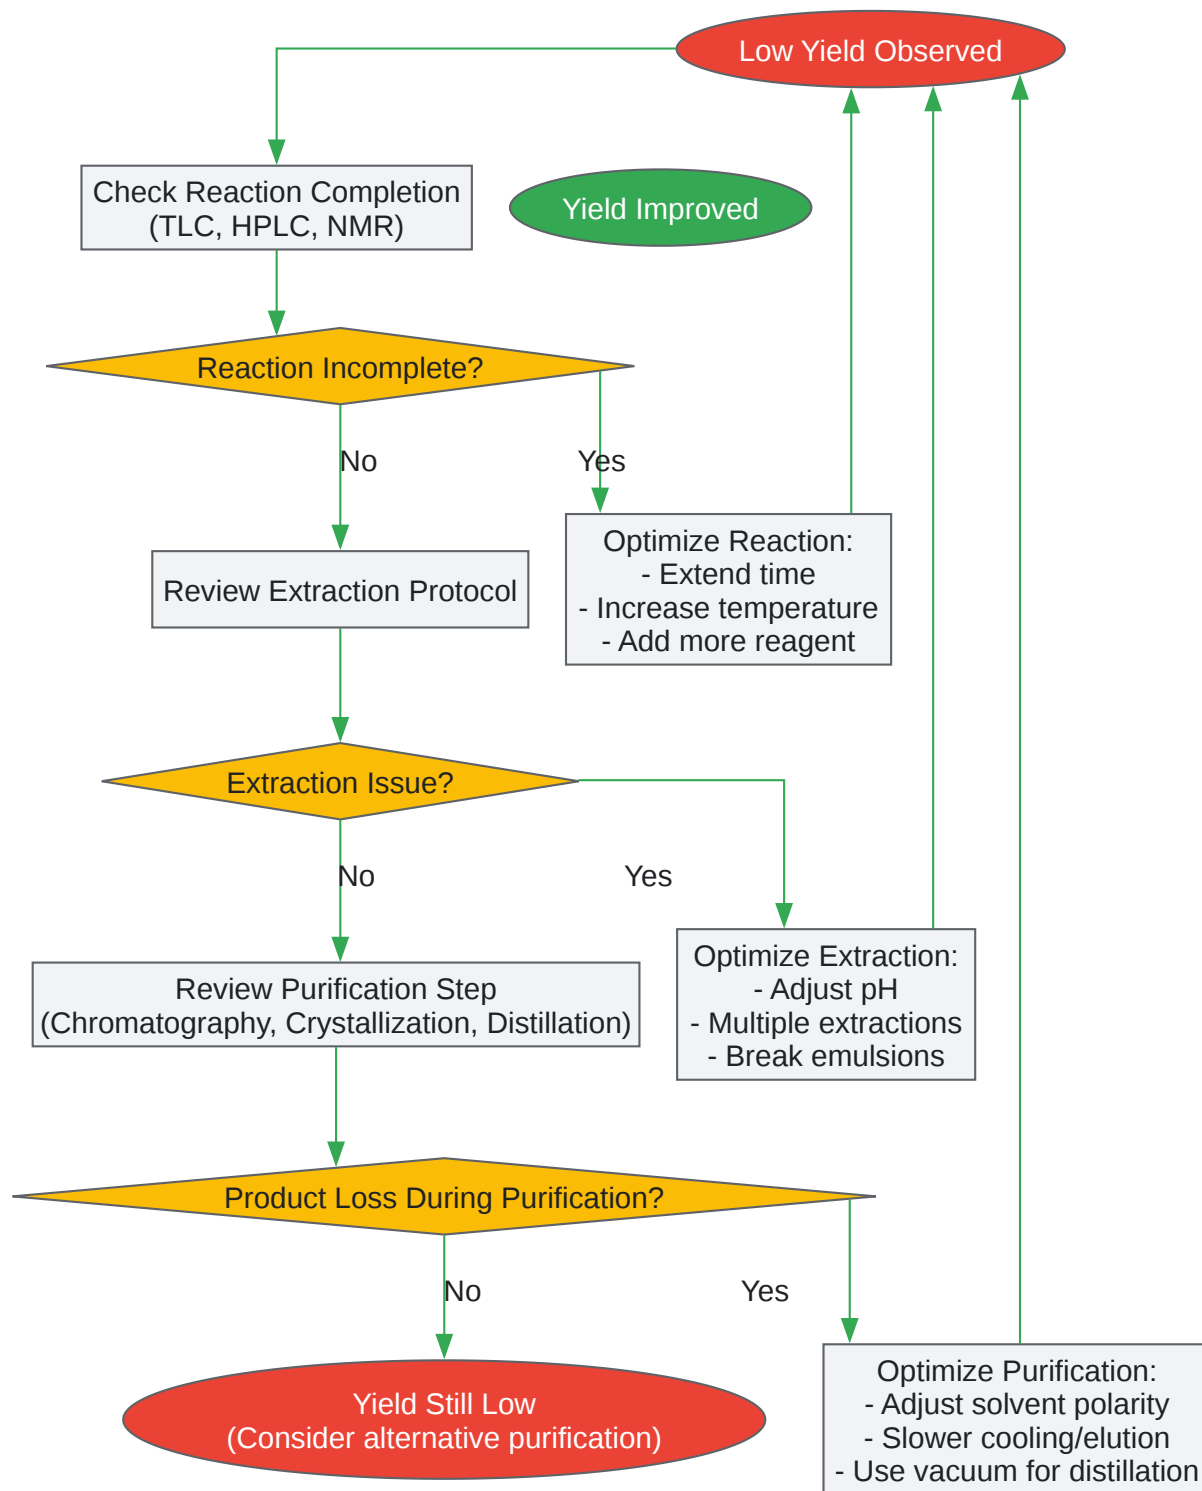 Low Yield Observed
Check Reaction Completion
(TLC, HPLC, NMR)
Yield Improved
Reaction Incomplete?
No
Yes
Optimize Reaction:
- Extend time
- Increase temperature
- Add more reagent
Review Extraction Protocol
Extraction Issue?
No
Yes
Optimize Extraction:
- Adjust pH
- Multiple extractions
- Break emulsions
Review Purification Step
(Chromatography, Crystallization, Distillation)
Product Loss During Purification?
No
Yes
Yield Still Low
(Consider alternative purification)
Optimize Purification:
- Adjust solvent polarity
- Slower cooling/elution
- Use vacuum for distillation